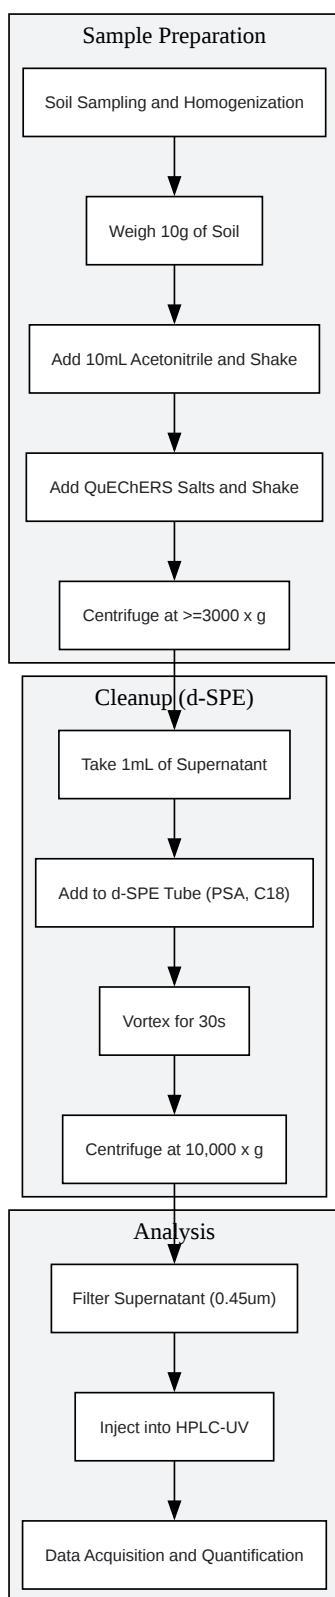 Sample Preparation
Soil Sampling and Homogenization
Weigh 10g of Soil
Add 10mL Acetonitrile and Shake
Add QuEChERS Salts and Shake
Centrifuge at >=3000 x g
Cleanup (d-SPE)
Take 1mL of Supernatant
Add to d-SPE Tube (PSA, C18)
Vortex for 30s
Centrifuge at 10,000 x g
Analysis
Filter Supernatant (0.45um)
Inject into HPLC-UV
Data Acquisition and Quantification